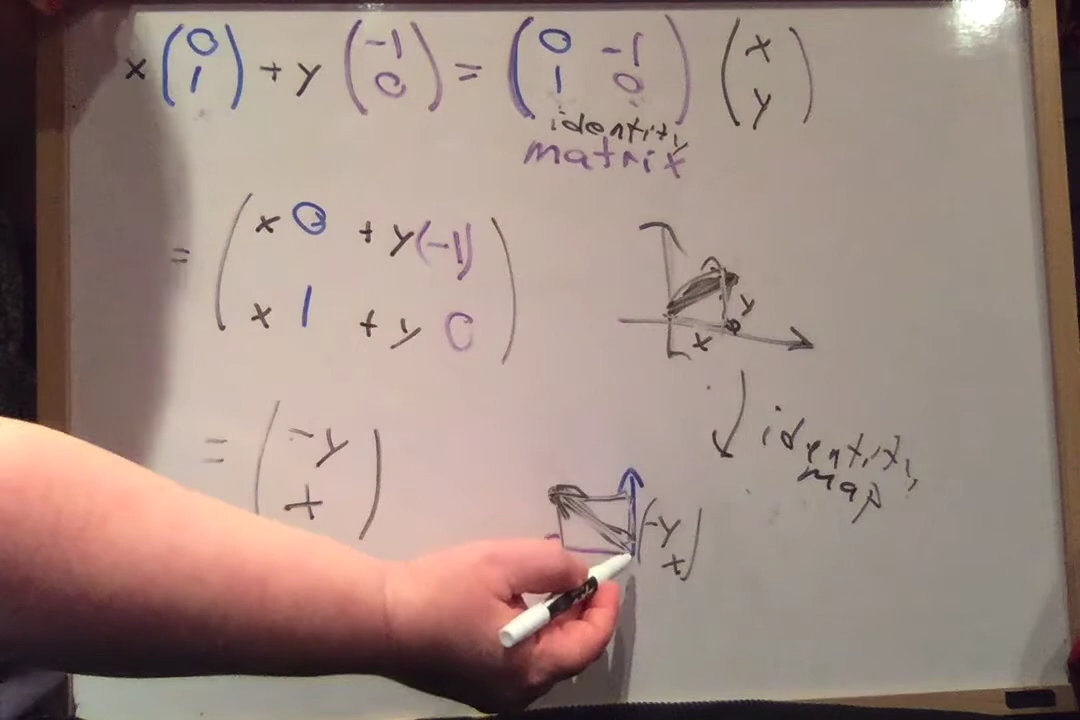 x (0 1) + y (-1 0) = (0 -1 1 0) (x y)
identity
matrix
= (x 0 + y(-1)
x 1 + y 0)
y
x
identity
map
= (-y
x)
(-y
x)